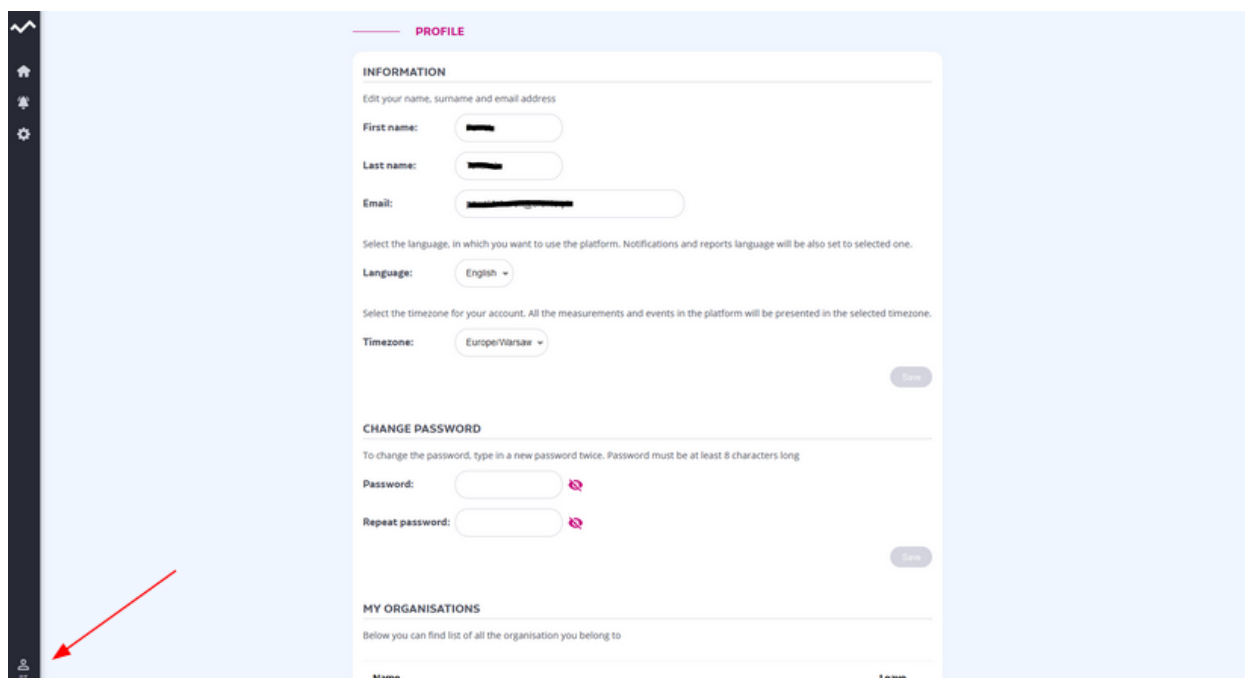 PROFILE
INFORMATION
Edit your name, surname and email address
First name:
Last name:
Email:
Select the language, in which you want to use the platform. Notifications and reports language will be also set to selected one.
Language: English
Select the timezone for your account. All the measurements and events in the platform will be presented in the selected timezone.
Timezone: Europe/Warsaw
Save
CHANGE PASSWORD
To change the password, type in a new password twice. Password must be at least 8 characters long
Password:
Repeat password:
Save
MY ORGANISATIONS
Below you can find list of all the organisation you belong to
Name Leave